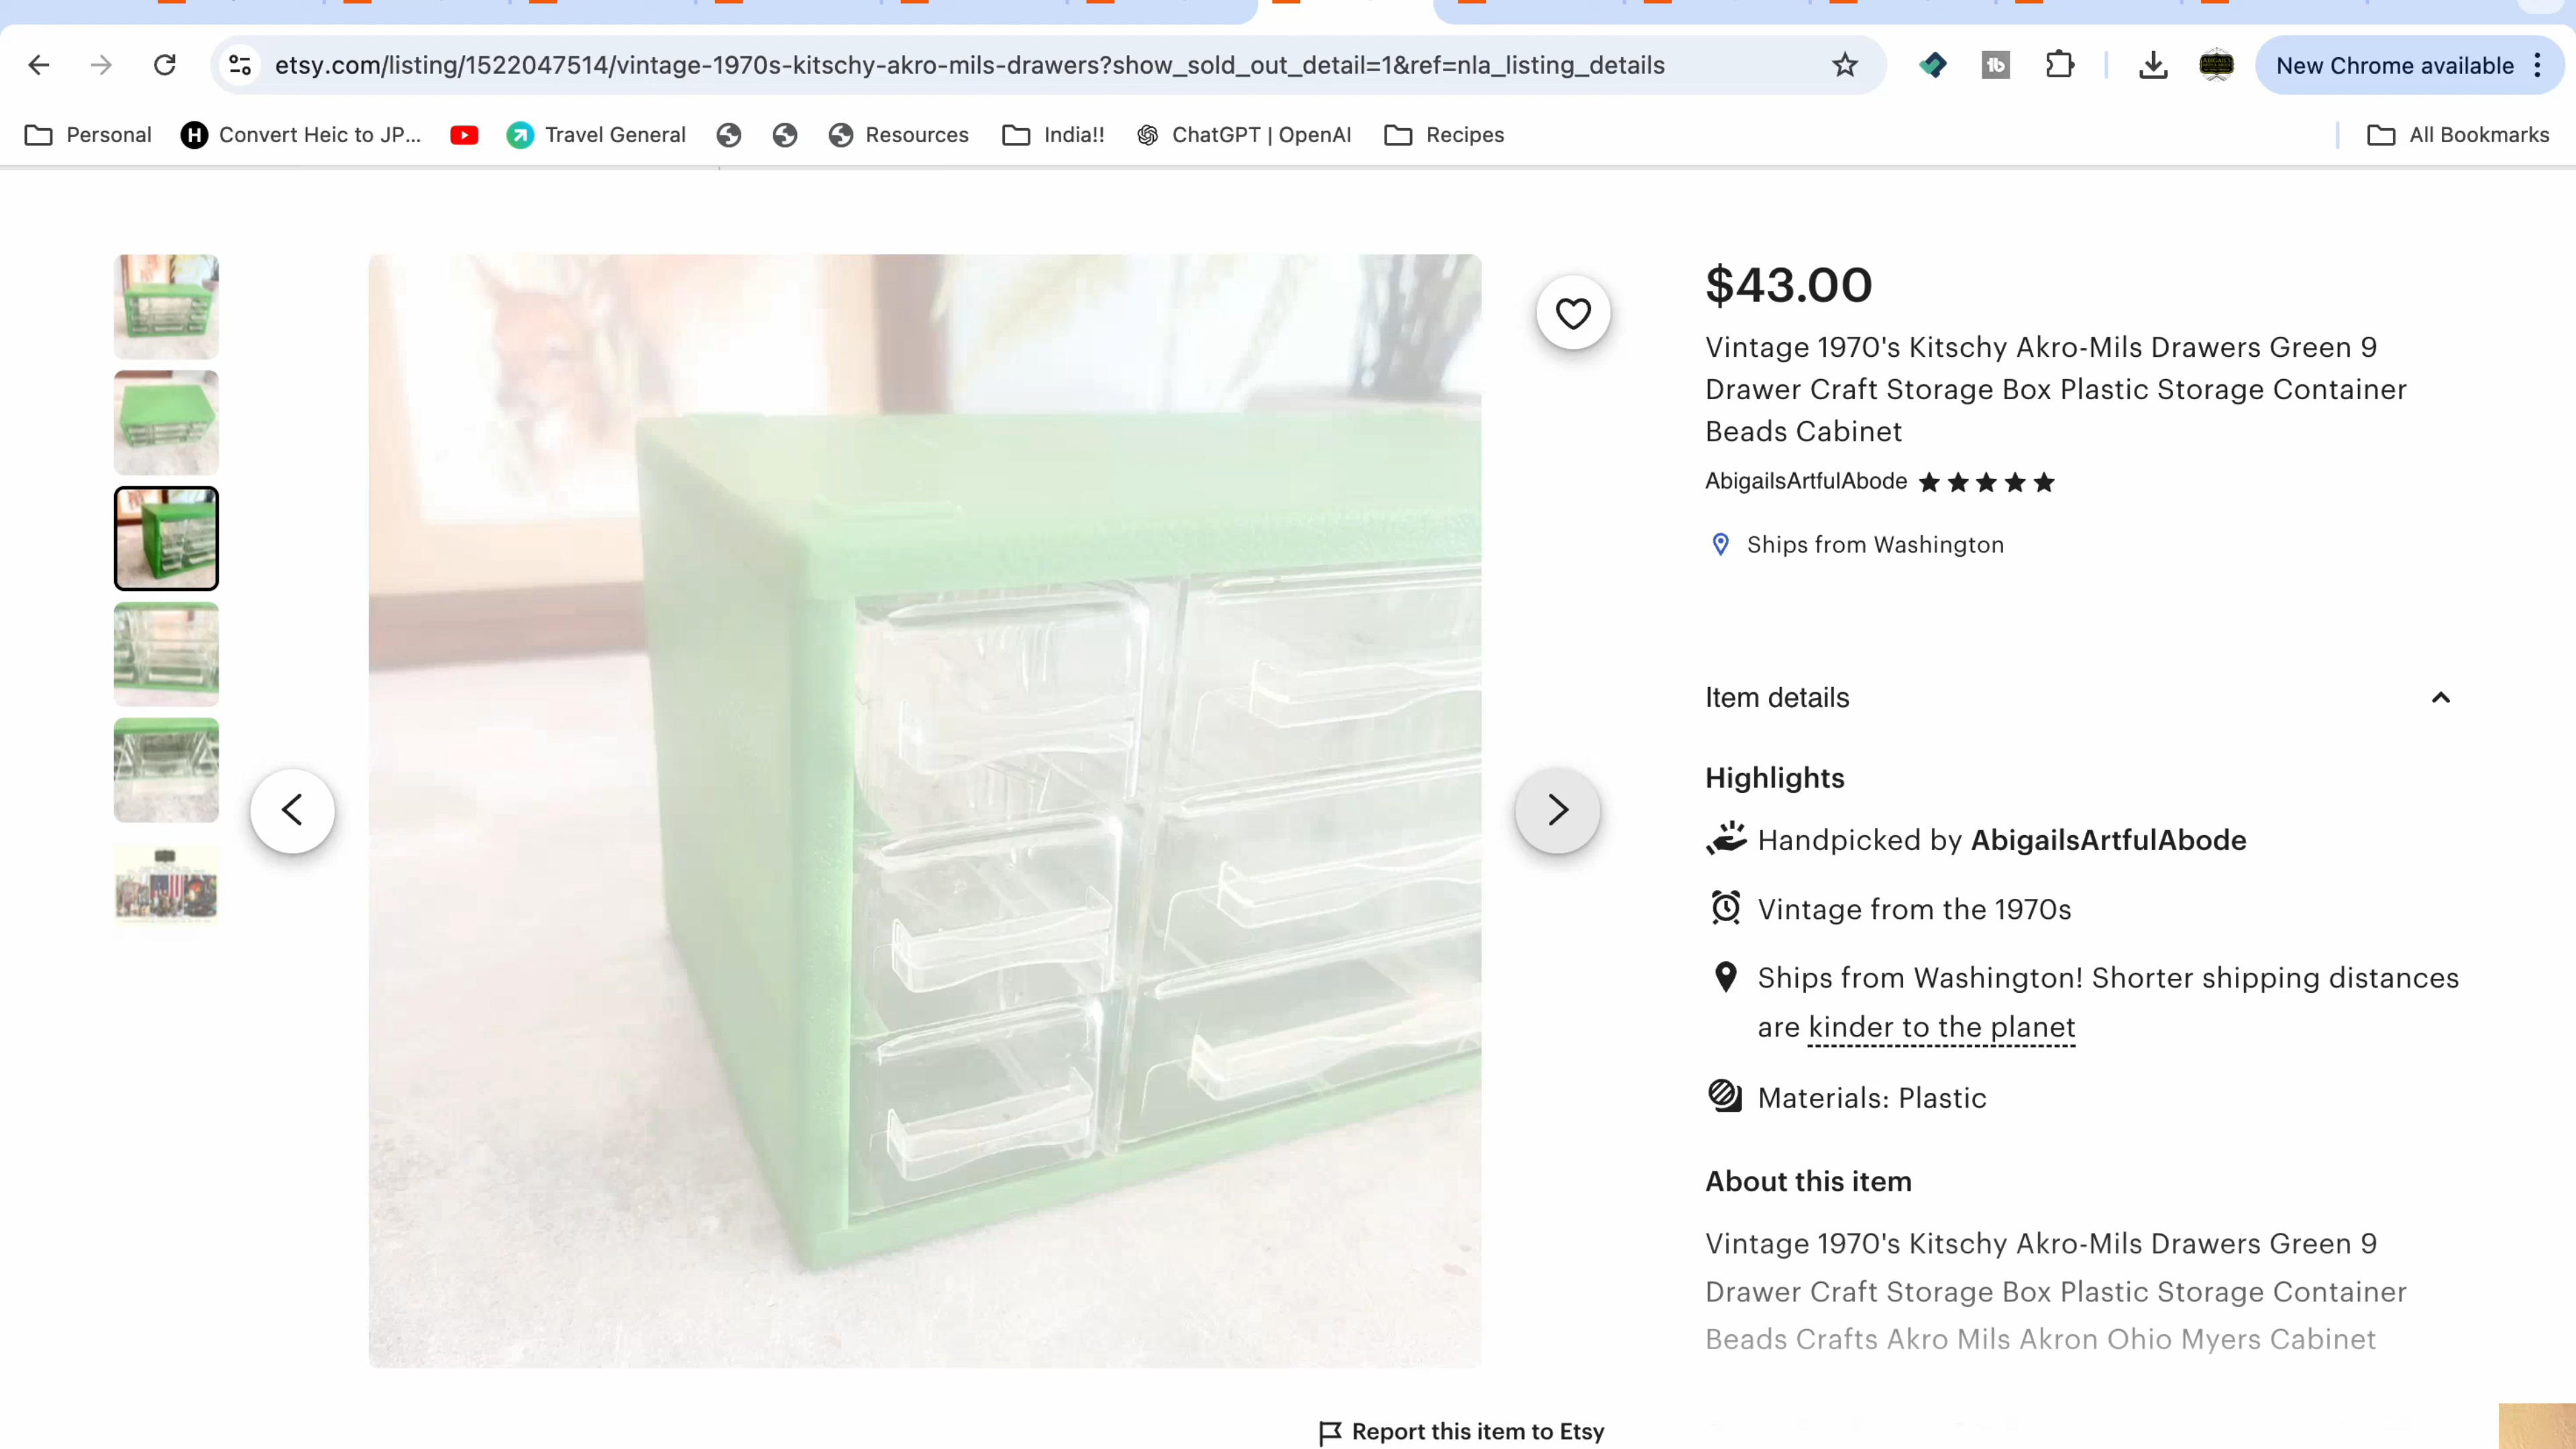 etsy.com/listing/1522047514/vintage-1970s-kitschy-akro-mils-drawers?show_sold_out_detail=1&ref=nla_listing_details
New Chrome available
Personal
Convert Heic to JP...
Travel General
Resources
India!!
ChatGPT | OpenAI
Recipes
All Bookmarks
$43.00
Vintage 1970's Kitschy Akro-Mils Drawers Green 9
Drawer Craft Storage Box Plastic Storage Container
Beads Cabinet
AbigailsArtfulAbode
Ships from Washington
Item details
Highlights
Handpicked by AbigailsArtfulAbode
Vintage from the 1970s
Ships from Washington! Shorter shipping distances
are kinder to the planet
Materials: Plastic
About this item
Vintage 1970's Kitschy Akro-Mils Drawers Green 9
Drawer Craft Storage Box Plastic Storage Container
Beads Crafts Akro Mils Akron Ohio Myers Cabinet
Report this item to Etsy